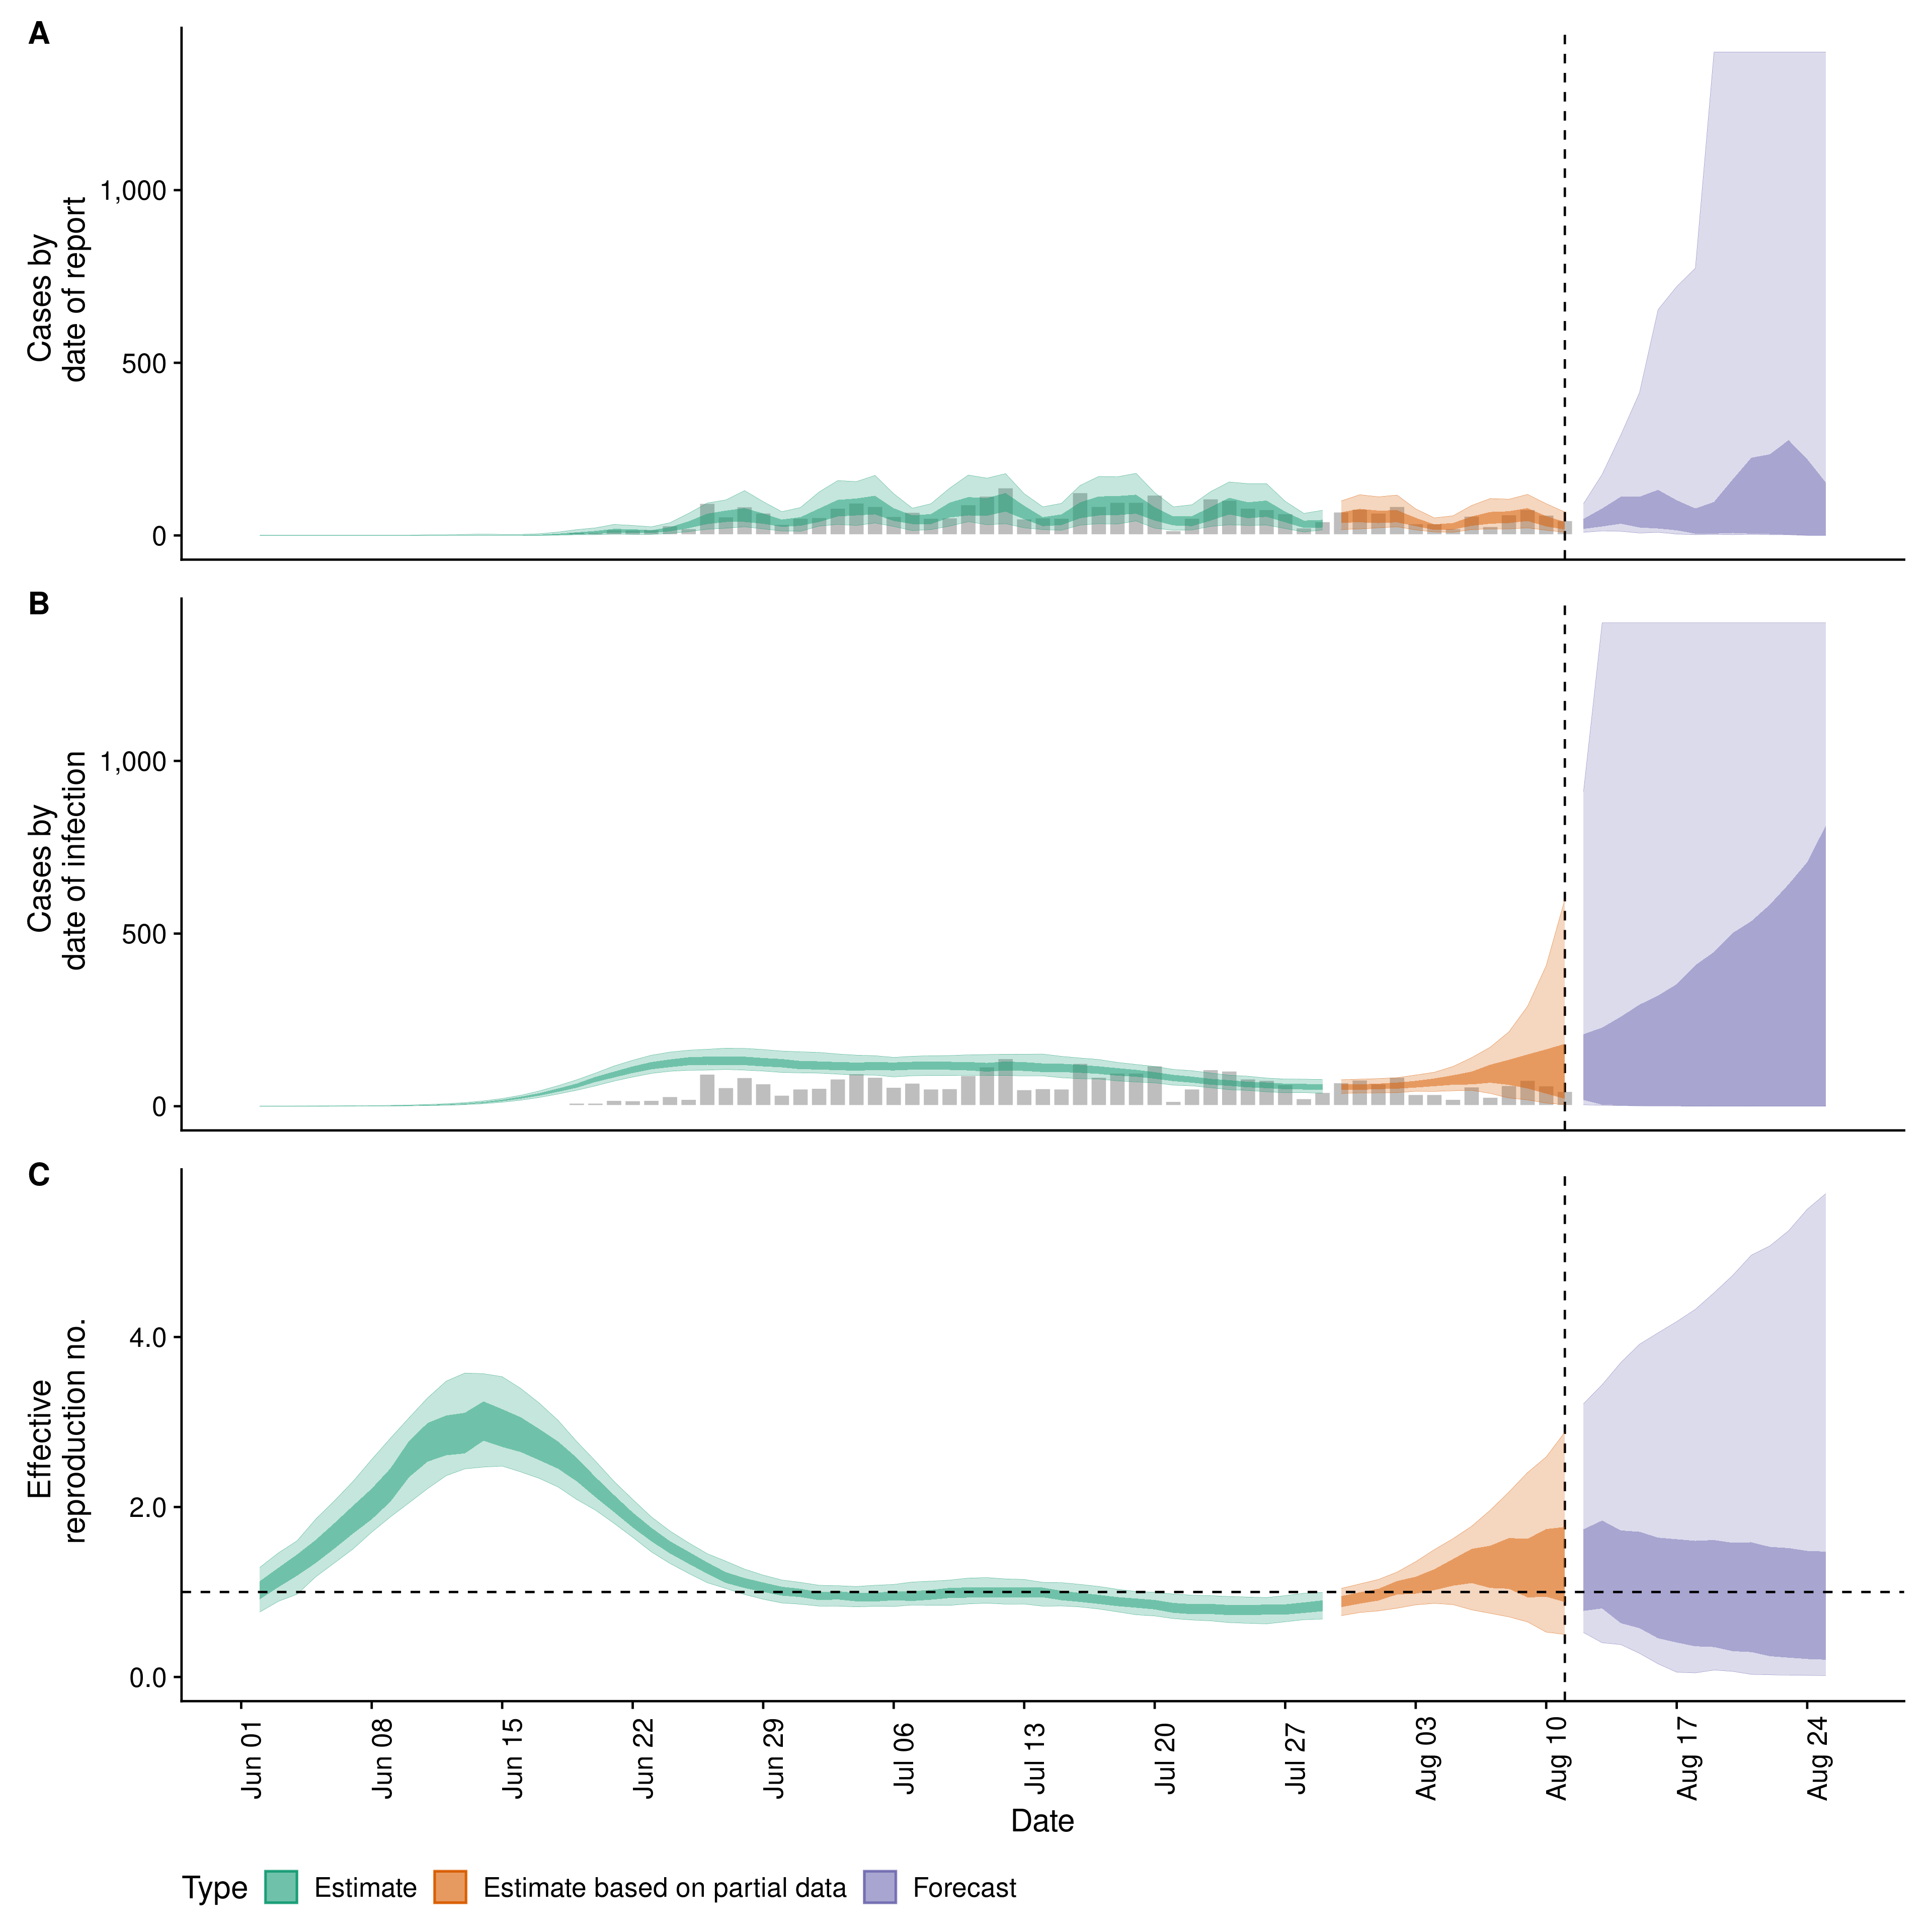 A
Cases by
date of report
1,000
500
0
B
Cases by
date of infection
1,000
500
0
C
Effective
reproduction no.
4.0
2.0
0.0
Jun 01
Jun 08
Jun 15
Jun 22
Jun 29
Jul 06
Jul 13
Jul 20
Jul 27
Aug 03
Aug 10
Aug 17
Aug 24
Date
Type Estimate Estimate based on partial data Forecast